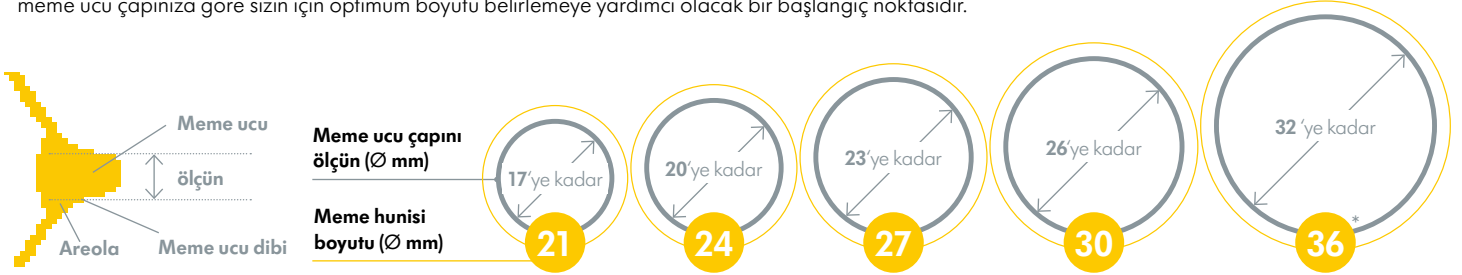 meme ucu çapınıza göre sizin için optimum boyutu belirlemeye yardımcı olacak bir başlangıç noktasıdır.
Meme ucu
ölçün
Areola
Meme ucu dibi
Meme ucu çapını
ölçün (Ø mm)
17'ye kadar
20'ye kadar
23'ye kadar
26'ye kadar
32 'ye kadar
Meme hunisi
boyutu (Ø mm)
21
24
27
30
36
*